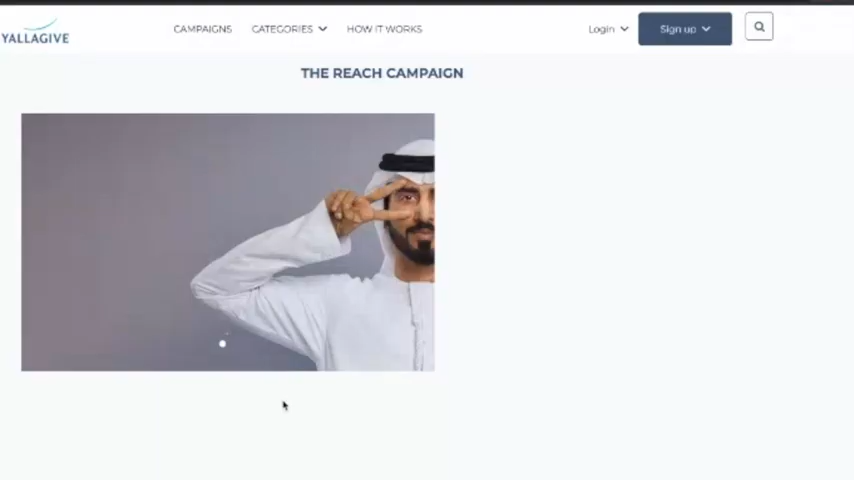 YALLAGIVE
CAMPAIGNS
CATEGORIES
HOW IT WORKS
Login
Sign up
THE REACH CAMPAIGN